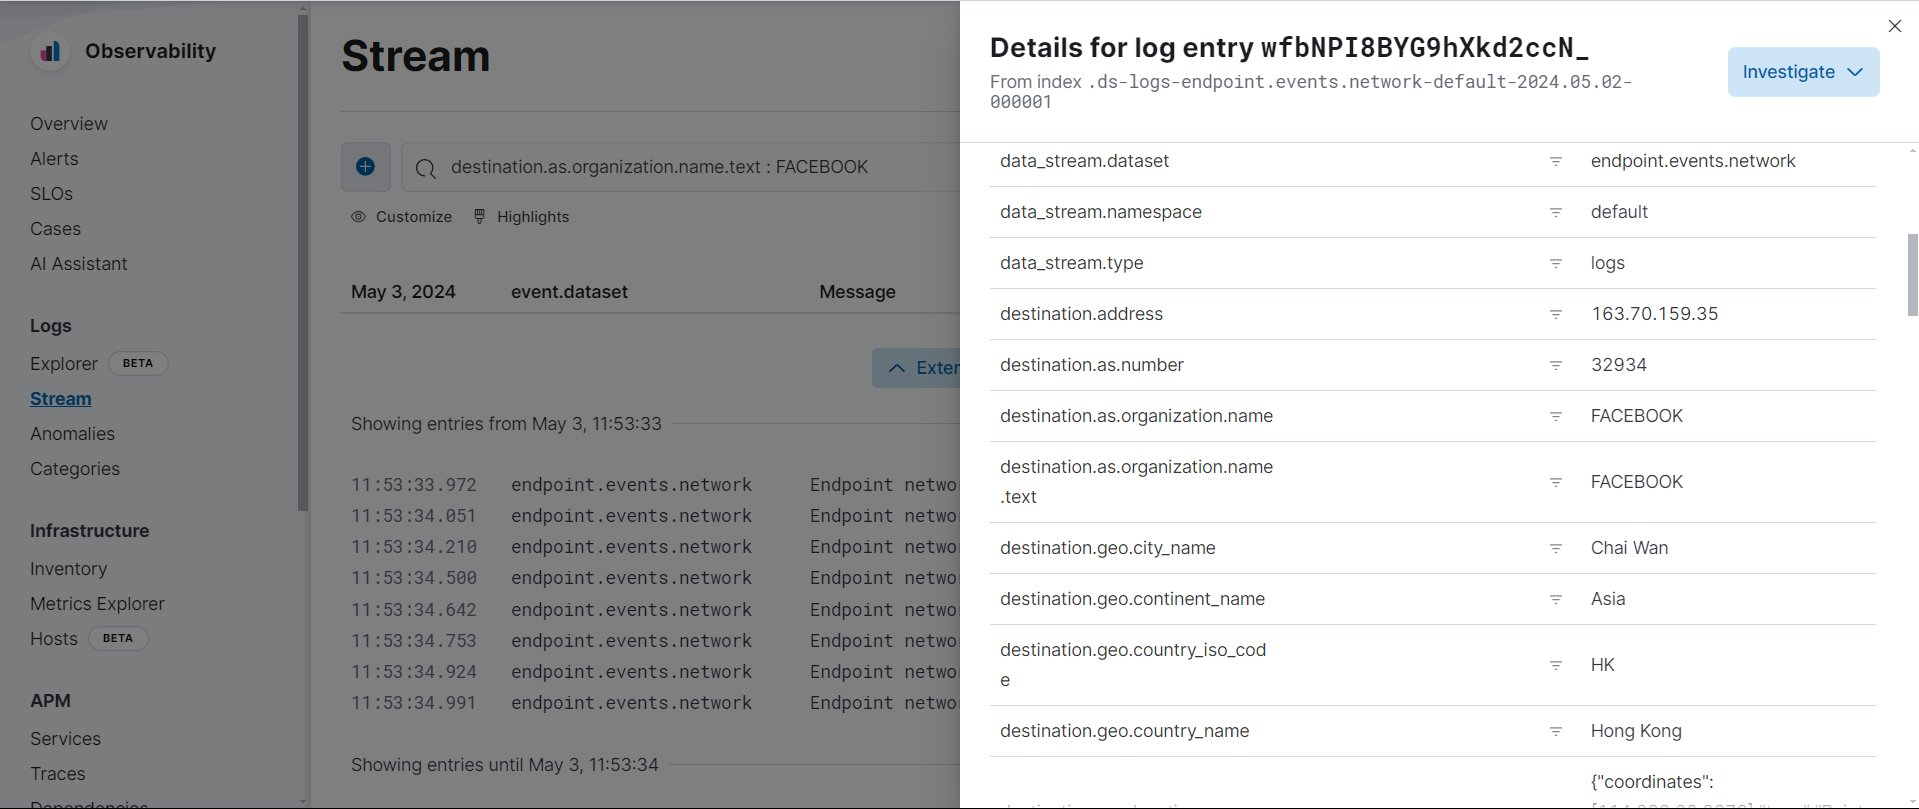 Observability
Overview
Alerts
SLOs
Cases
AI Assistant
Logs
Explorer BETA
Stream
Anomalies
Categories
Infrastructure
Inventory
Metrics Explorer
Hosts BETA
APM
Services
Traces
Dependencies
Stream
destination.as.organization.name.text : FACEBOOK
Customize Highlights
May 3, 2024 event.dataset Message
Exten
Showing entries from May 3, 11:53:33
11:53:33.972 endpoint.events.network Endpoint netwo
11:53:34.051 endpoint.events.network Endpoint netwo
11:53:34.210 endpoint.events.network Endpoint netwo
11:53:34.500 endpoint.events.network Endpoint netwo
11:53:34.642 endpoint.events.network Endpoint netwo
11:53:34.753 endpoint.events.network Endpoint netwo
11:53:34.924 endpoint.events.network Endpoint netwo
11:53:34.991 endpoint.events.network Endpoint netwo
Showing entries until May 3, 11:53:34
Details for log entry wfbNPI8BYG9hXkd2ccN_
From index .ds-logs-endpoint.events.network-default-2024.05.02-
000001
Investigate
data_stream.dataset endpoint.events.network
data_stream.namespace default
data_stream.type logs
destination.address 163.70.159.35
destination.as.number 32934
destination.as.organization.name FACEBOOK
destination.as.organization.name
.text FACEBOOK
destination.geo.city_name Chai Wan
destination.geo.continent_name Asia
destination.geo.country_iso_cod
e HK
destination.geo.country_name Hong Kong
{"coordinates":